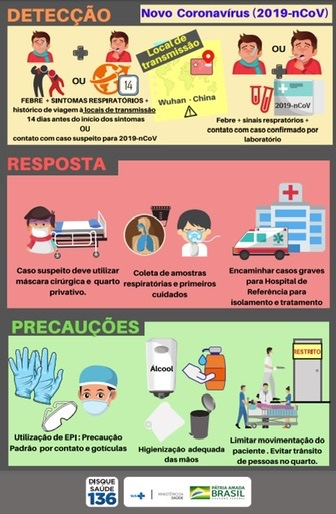 DETECÇÃO
Novo Coronavírus (2019-nCoV)
OU
14
Local de
transmissão
Wuhan - China
OU
2019-nCoV
FEBRE + SINTOMAS RESPIRATÓRIOS +
histórico de viagem à locais de transmissão
14 dias antes do início dos sintomas
OU
contato com caso suspeito para 2019-nCoV
Febre + sinais respratórios +
contato com caso confirmado por
laboratório
RESPOSTA
Caso suspeito deve utilizar
máscara cirúrgica e quarto
privativo.
Coleta de amostras
respiratórias e primeiros
cuidados
Encaminhar casos graves
para Hospital de
Referência para
isolamento e tratamento
PRECAUÇÕES
Álcool
RESTRITO
Utilização de EPI : Precaução
Padrão por contato e gotículas
Higienização adequada
das mãos
Limitar movimentação do
paciente . Evitar trânsito
de pessoas no quarto.
DISQUE
SAÚDE
136
SUS
MINISTÉRIO DA
SAÚDE
PÁTRIA AMADA
BRASIL